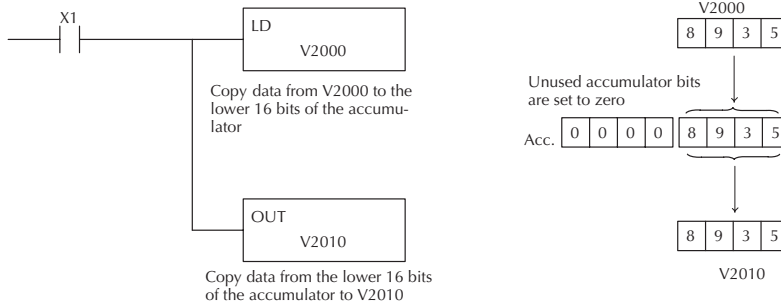 X1
LD
V2000
Copy data from V2000 to the
lower 16 bits of the accumu-
lator
OUT
V2010
Copy data from the lower 16 bits
of the accumulator to V2010
V2000
8 9 3 5
Unused accumulator bits
are set to zero
Acc. 0 0 0 0 8 9 3 5
8 9 3 5
V2010